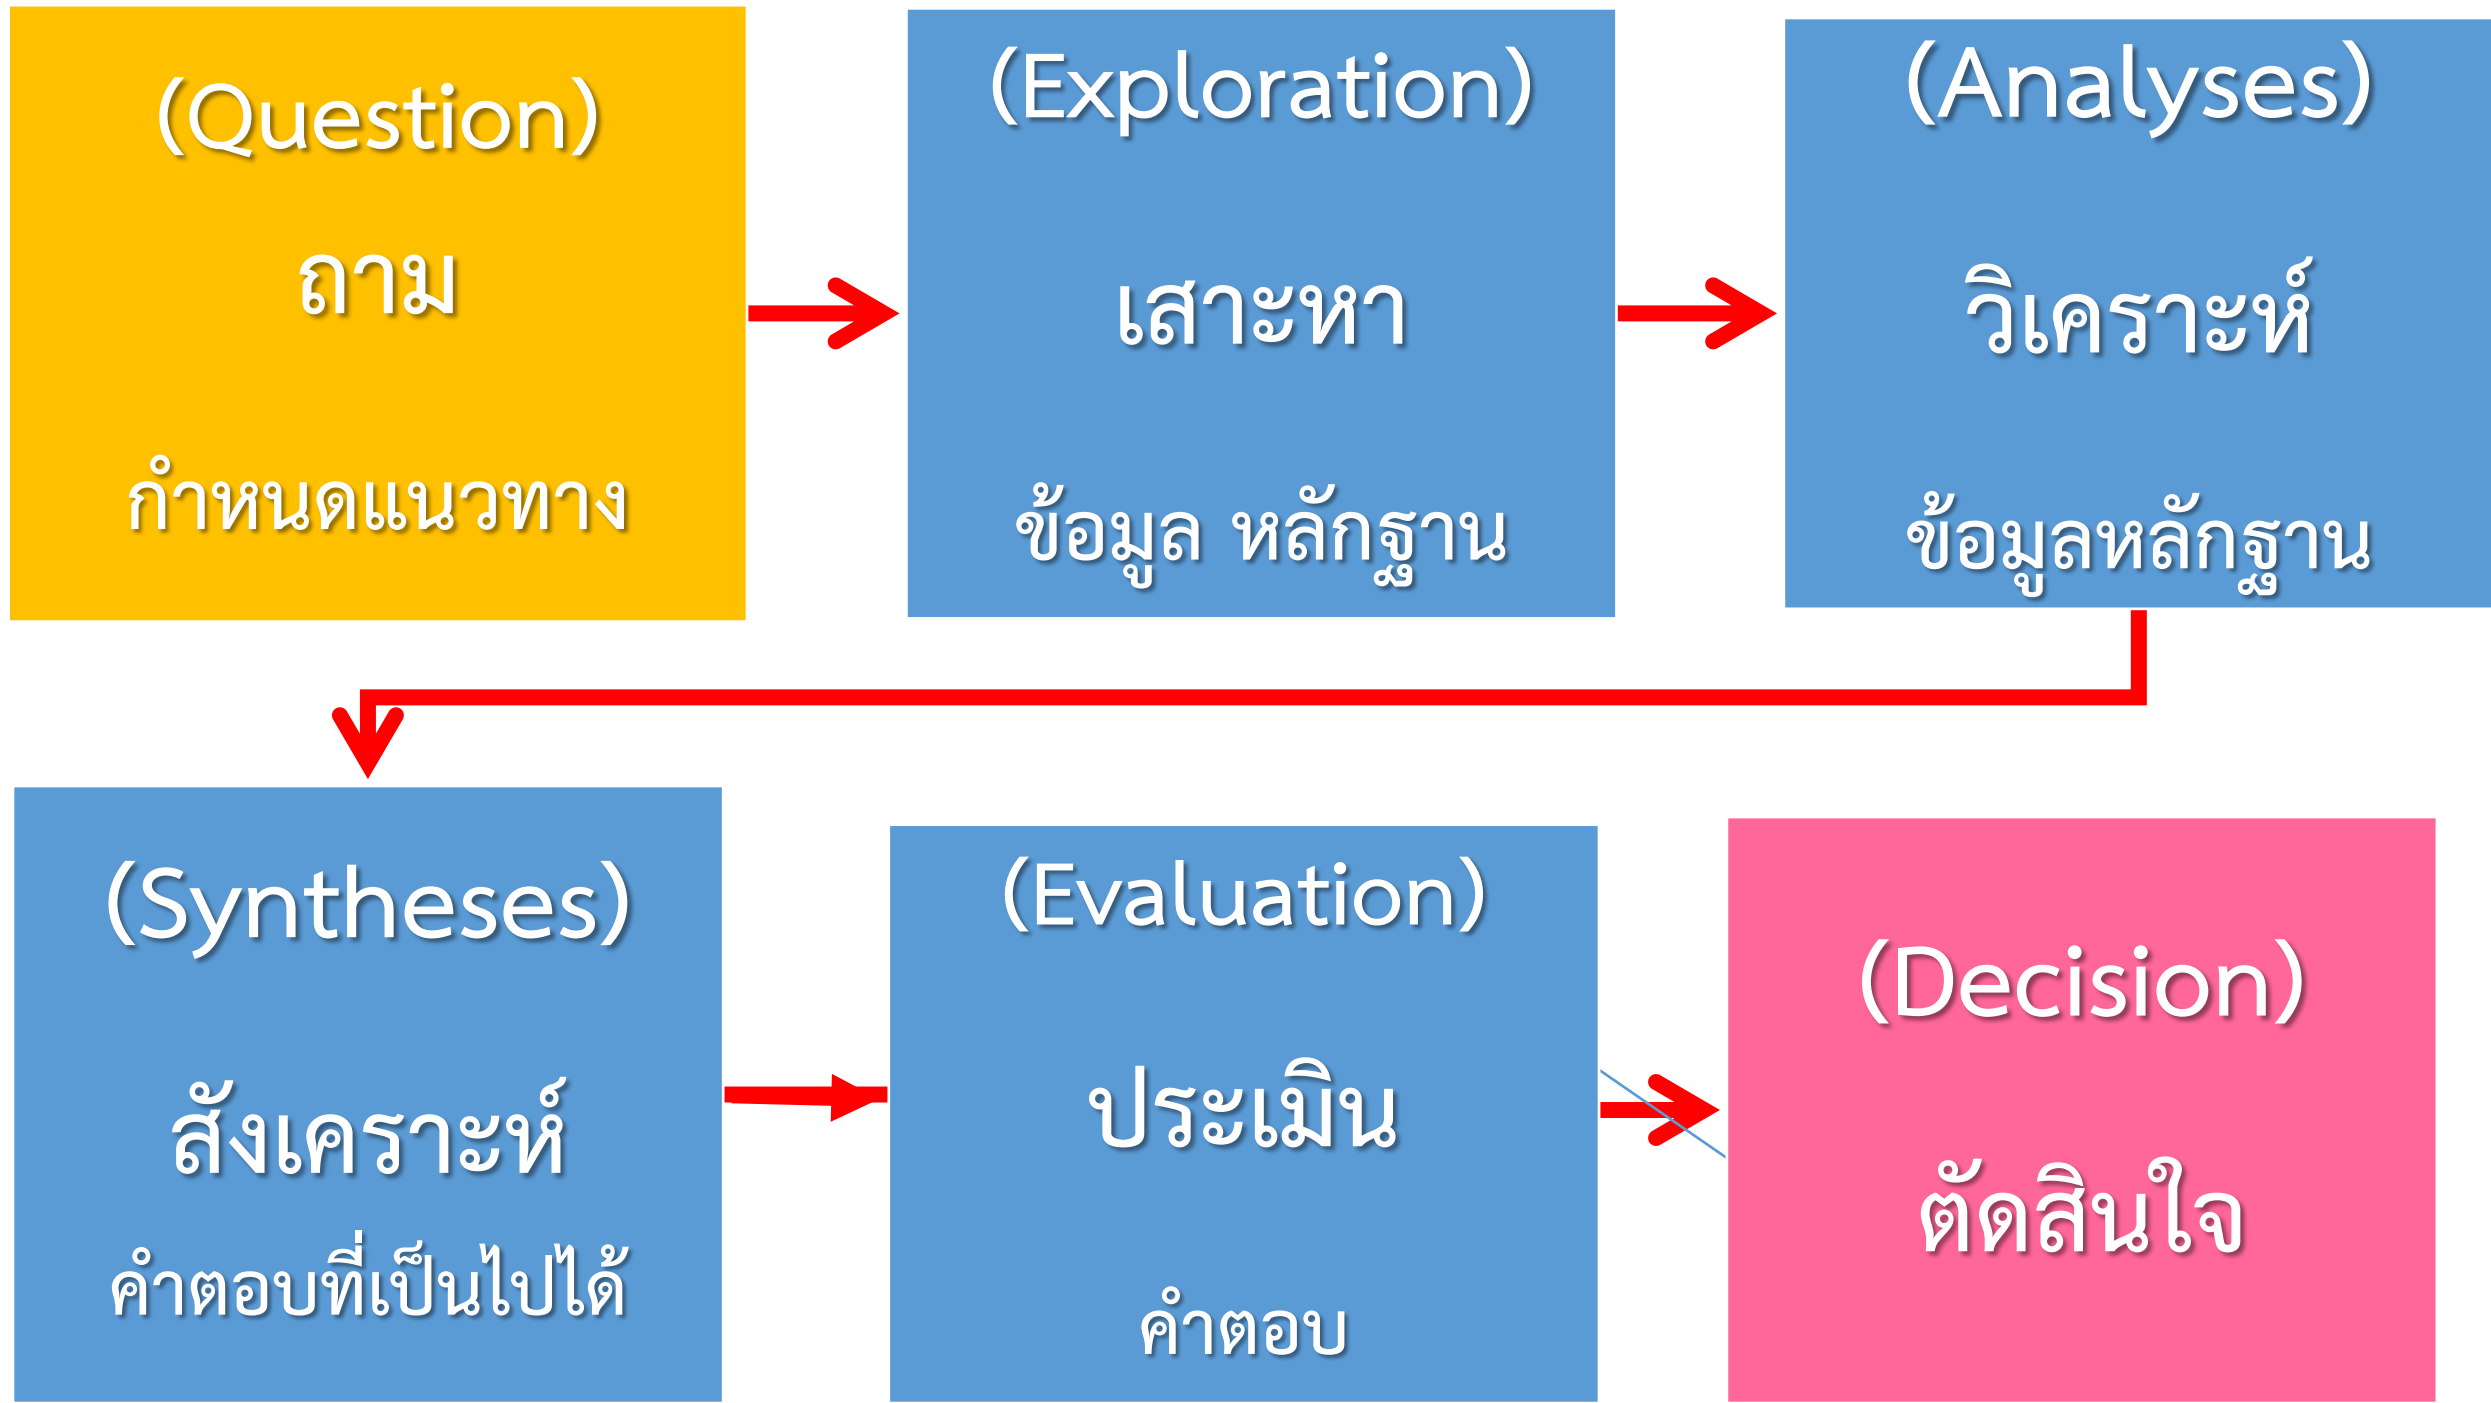 (Question)
ถาม
กำหนดแนวทาง
(Exploration)
เสาะหา
ข้อมูล หลักฐาน
(Analyses)
วิเคราะห์
ข้อมูลหลักฐาน
(Syntheses)
สังเคราะห์
คำตอบที่เป็นไปได้
(Evaluation)
ประเมิน
คำตอบ
(Decision)
ตัดสินใจ